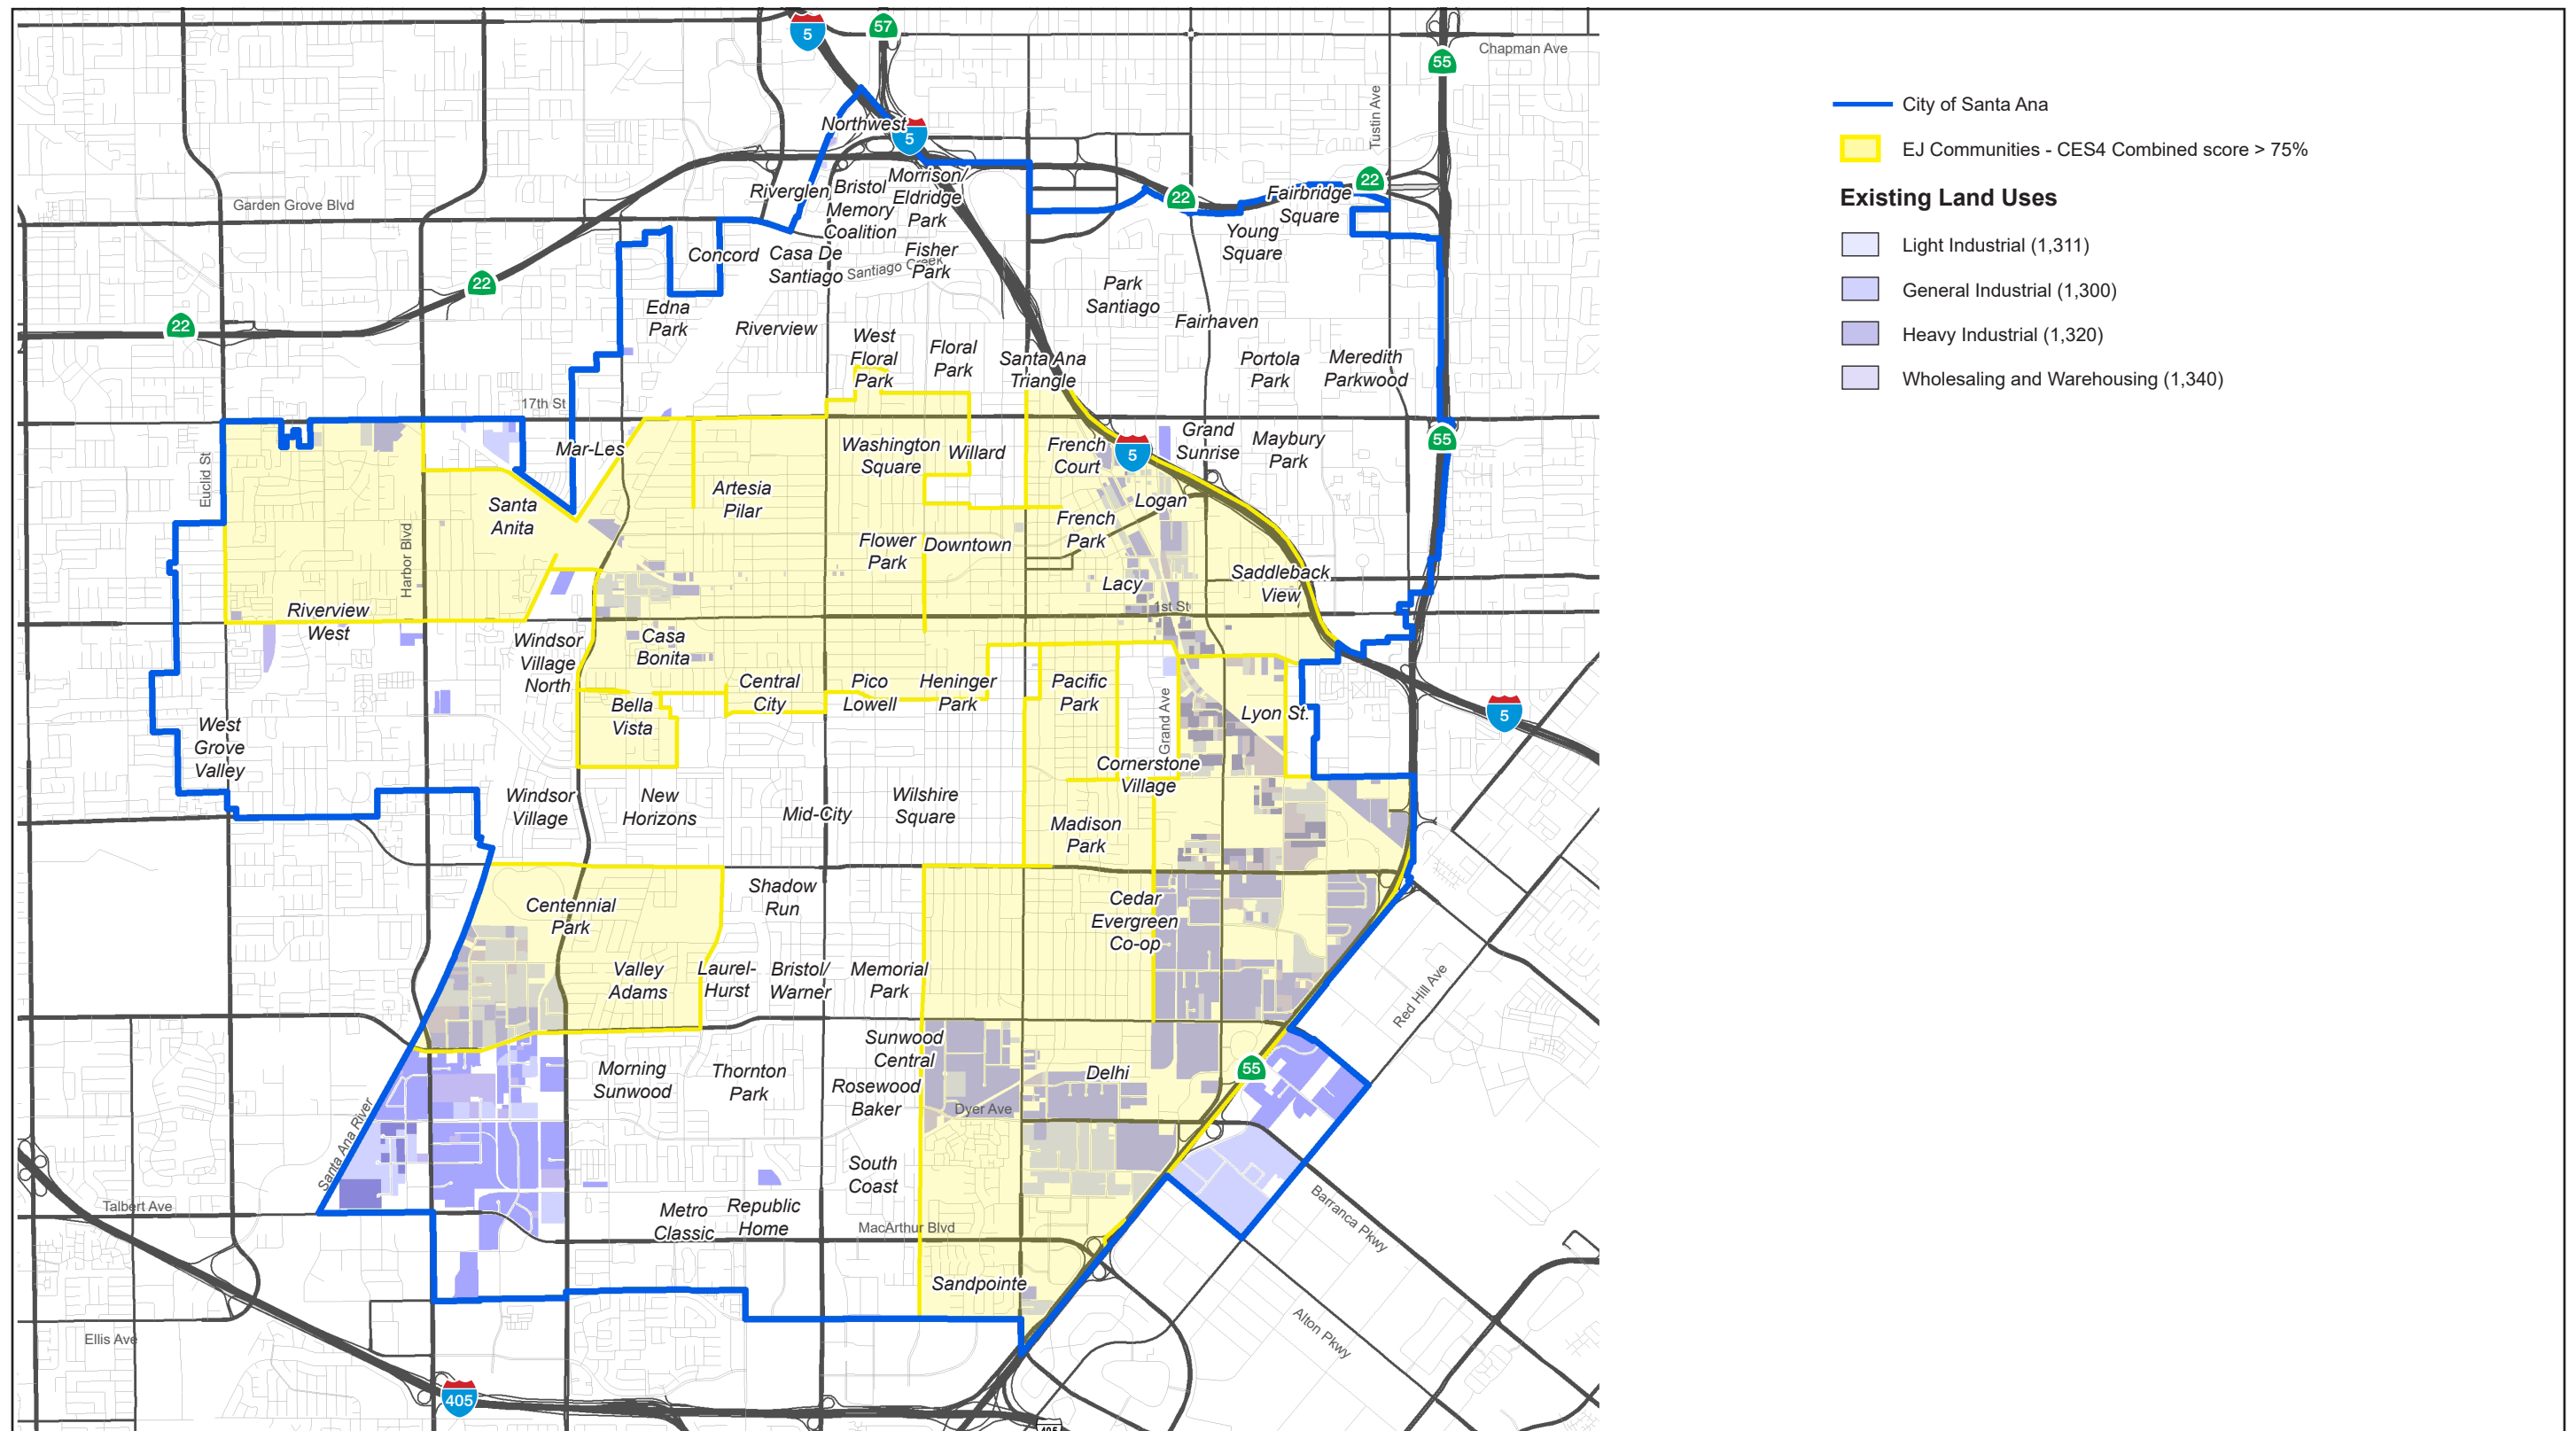 5
57
Chapman Ave
55
Tustin Ave
Northwest
5
Garden Grove Blvd
Riverglen
Bristol
Memory
Coalition
Morrison/
Eldridge
Park
22
Fairbridge
Square
22
Young
Square
Concord
Casa De
Santiago
Santiago Creek
Fisher
Park
22
22
Edna
Park
Riverview
Park
Santiago
Fairhaven
West
Floral
Park
Floral
Park
Santa Ana
Triangle
Portola
Park
Meredith
Parkwood
17th St
Euclid St
Mar-Les
Washington
Square
Willard
French
Court
5
Grand
Sunrise
Maybury
Park
55
Santa
Anita
Artesia
Pilar
Logan
Harbor Blvd
Flower
Park
Downtown
French
Park
Lacy
Saddleback
View
1st St
Riverview
West
Windsor
Village
North
Casa
Bonita
Bella
Vista
Central
City
Pico
Lowell
Heninger
Park
Pacific
Park
Grand Ave
Lyon St.
5
West
Grove
Valley
Cornerstone
Village
Windsor
Village
New
Horizons
Mid-City
Wilshire
Square
Madison
Park
Centennial
Park
Shadow
Run
Cedar
Evergreen
Co-op
Valley
Adams
Laurel-
Hurst
Bristol/
Warner
Memorial
Park
Red Hill Ave
Sunwood
Central
Morning
Sunwood
Thornton
Park
Rosewood
Baker
Delhi
55
Dyer Ave
Santa Ana River
South
Coast
Talbert Ave
Metro
Classic
Republic
Home
MacArthur Blvd
Barranca Pkwy
Sandpointe
Ellis Ave
Alton Pkwy
405
405
City of Santa Ana
EJ Communities - CES4 Combined score > 75%
Existing Land Uses
Light Industrial (1,311)
General Industrial (1,300)
Heavy Industrial (1,320)
Wholesaling and Warehousing (1,340)